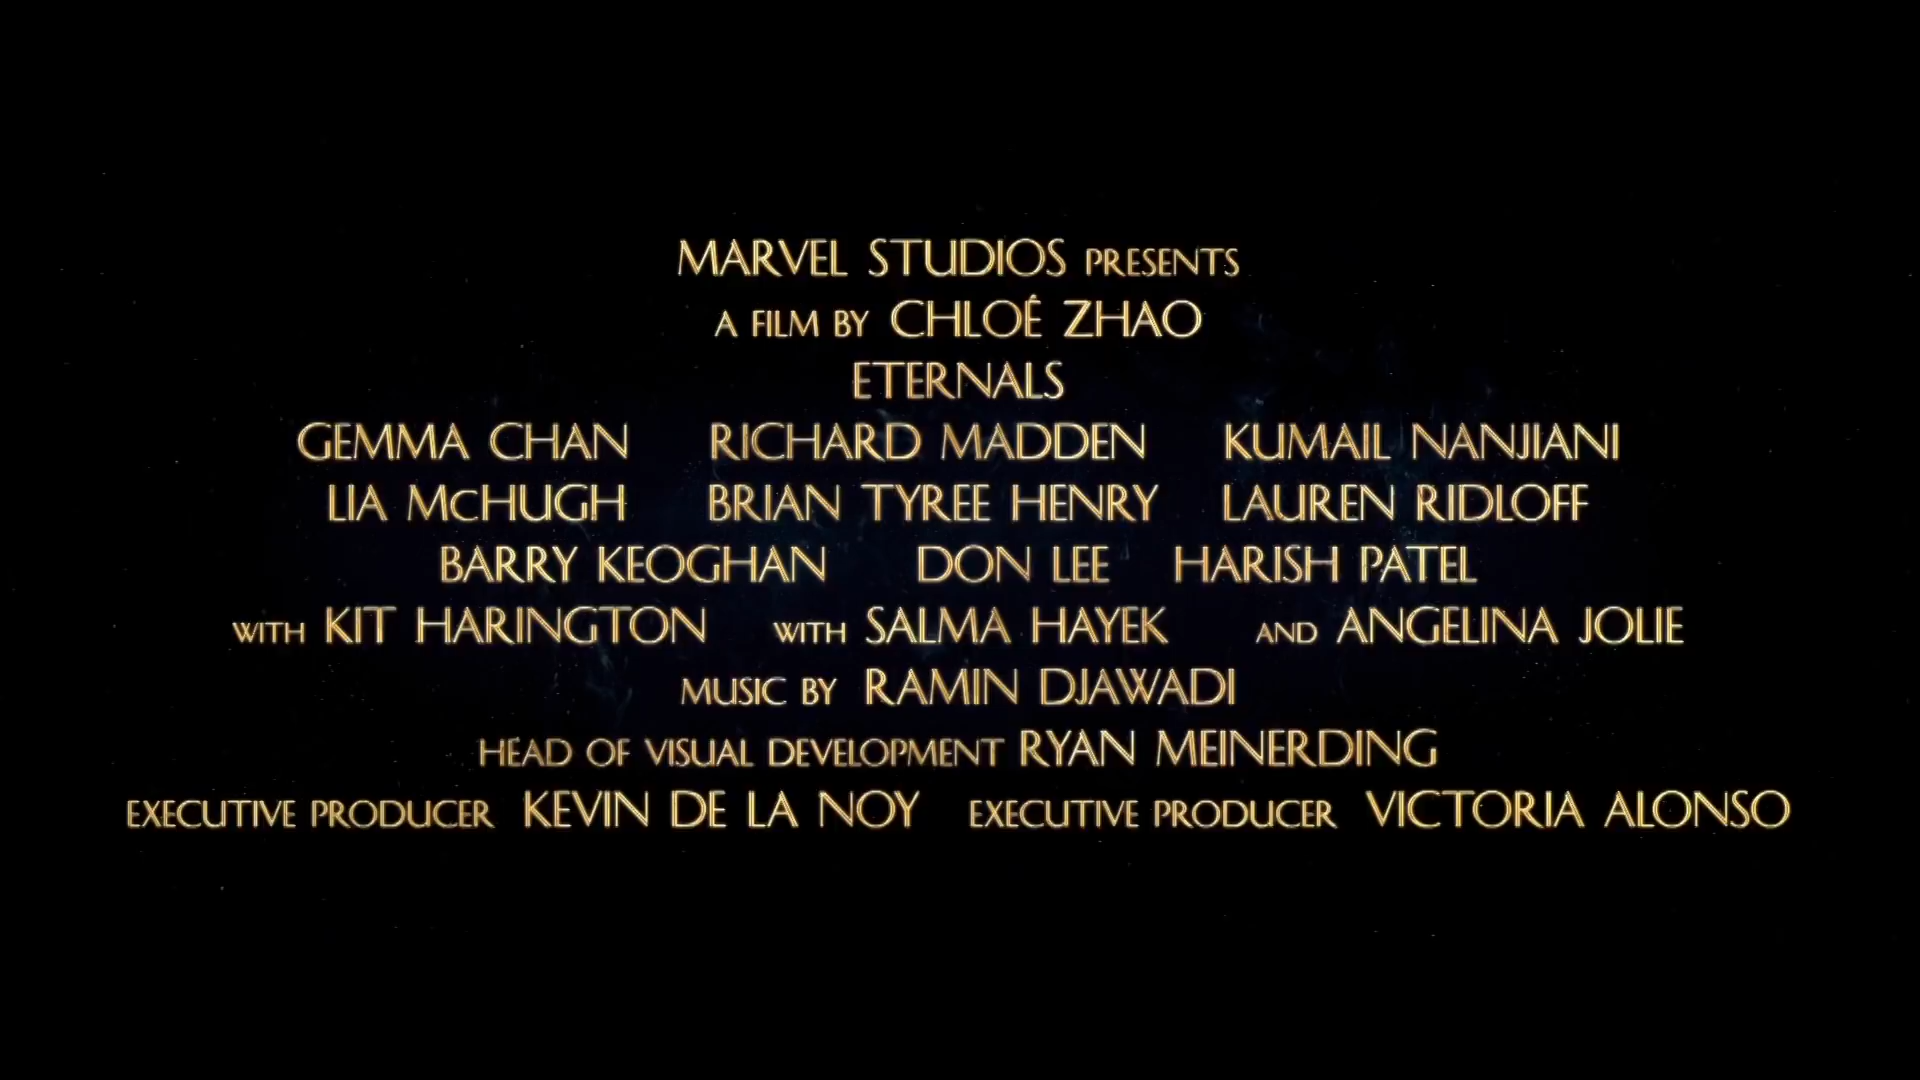 MARVEL STUDIOS PRESENTS
A FILM BY CHLOÉ ZHAO
ETERNALS
GEMMA CHAN RICHARD MADDEN KUMAIL NANJIANI
LIA McHUGH BRIAN TYREE HENRY LAUREN RIDLOFF
BARRY KEOGHAN DON LEE HARISH PATEL
WITH KIT HARINGTON WITH SALMA HAYEK AND ANGELINA JOLIE
MUSIC BY RAMIN DJAWADI
HEAD OF VISUAL DEVELOPMENT RYAN MEINERDING
EXECUTIVE PRODUCER KEVIN DE LA NOY EXECUTIVE PRODUCER VICTORIA ALONSO